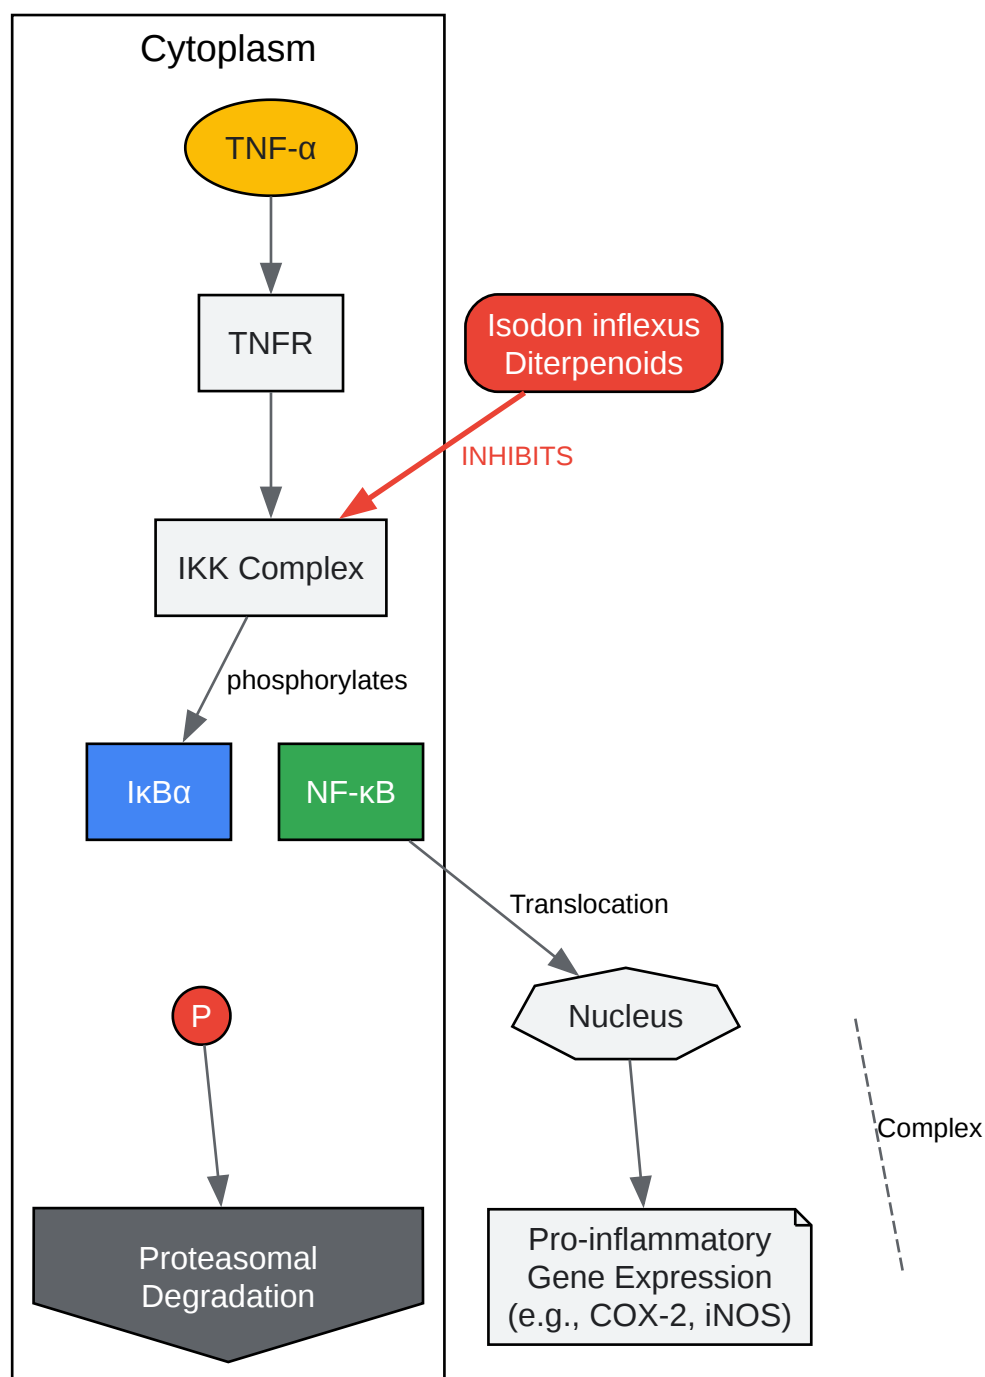 Cytoplasm
TNF-α
TNFR
Isodon inflexus
Diterpenoids
INHIBITS
IKK Complex
phosphorylates
IκBα
NF-κB
Translocation
P
Nucleus
Complex
Proteasomal
Degradation
Pro-inflammatory
Gene Expression
(e.g., COX-2, iNOS)